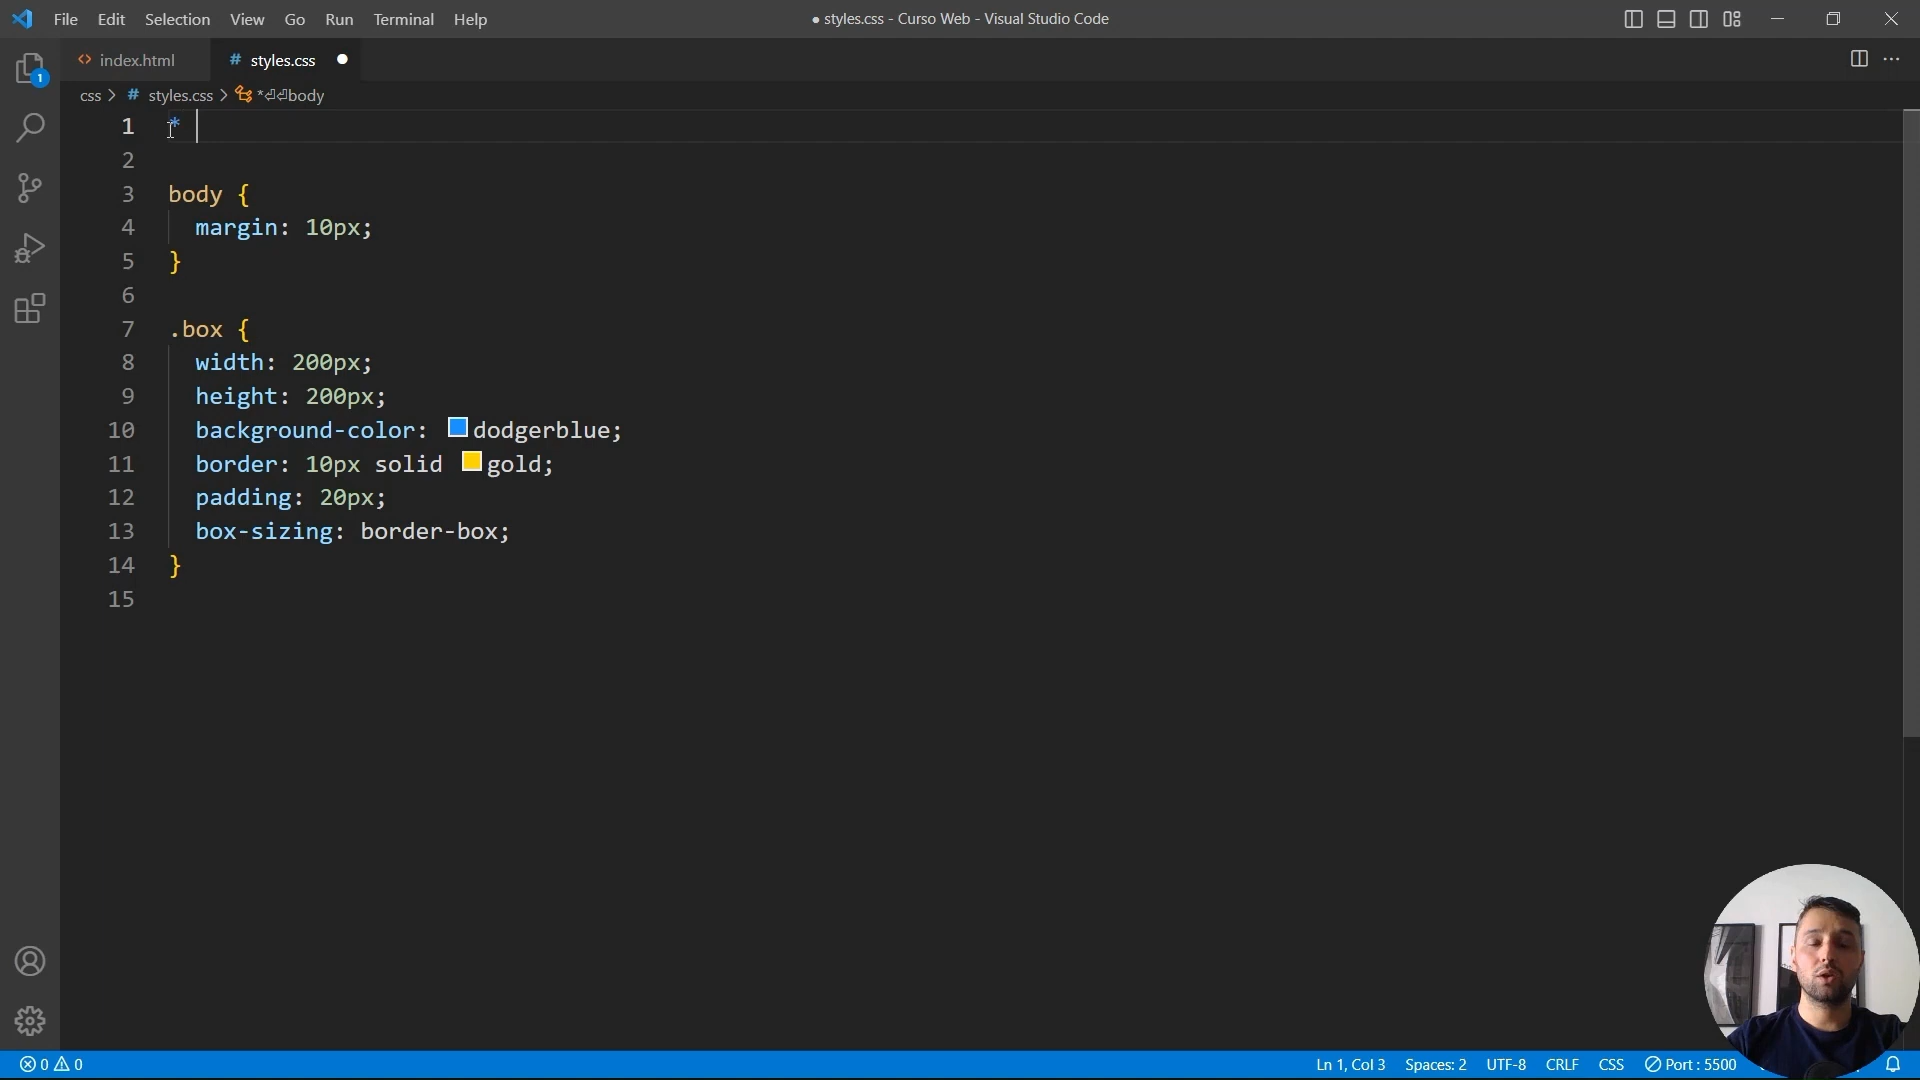 File Edit Selection View Go Run Terminal Help
● styles.css - Curso Web - Visual Studio Code
1
<> index.html
# styles.css ●
css > # styles.css > *⏎⏎body
1 *
2
3 body {
4 margin: 10px;
5 }
6
7 .box {
8 width: 200px;
9 height: 200px;
10 background-color: dodgerblue;
11 border: 10px solid gold;
12 padding: 20px;
13 box-sizing: border-box;
14 }
15
0 0
Ln 1, Col 3 Spaces: 2 UTF-8 CRLF CSS Port : 5500